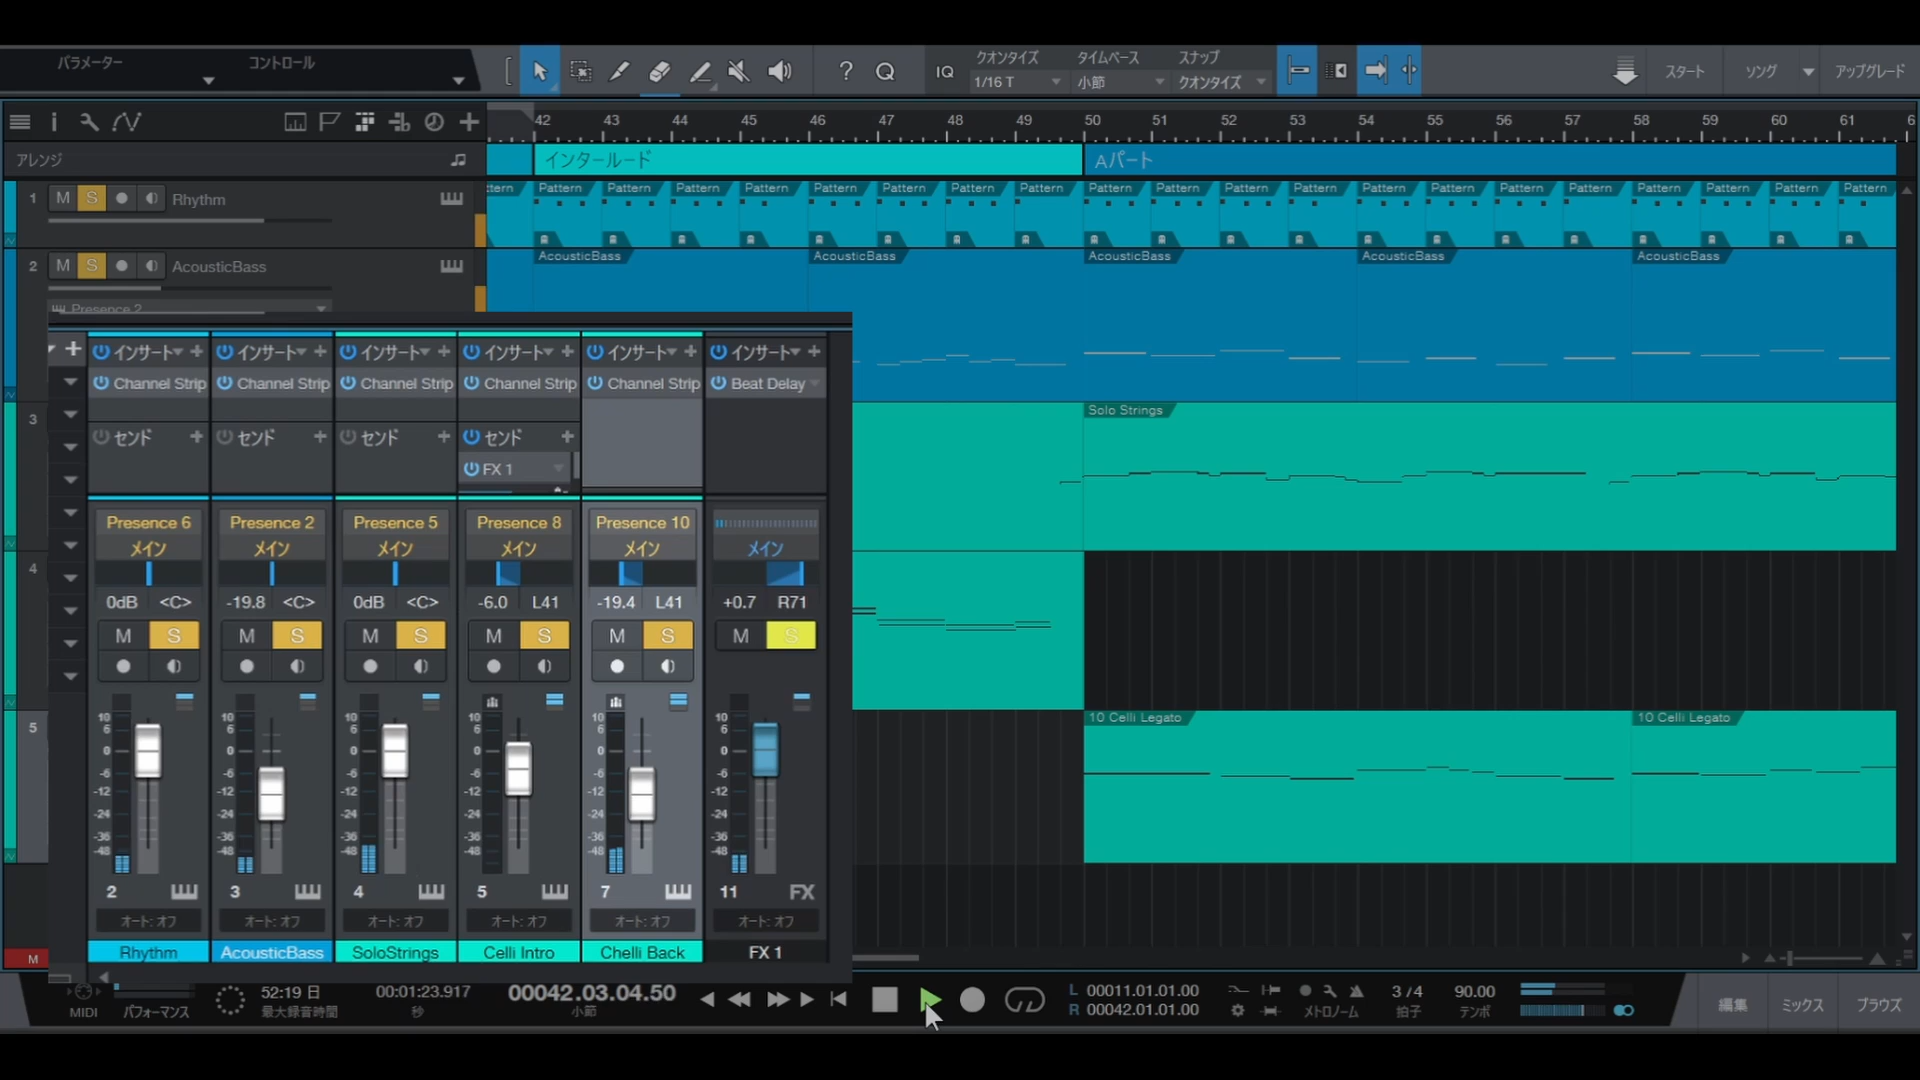 パラメーター コントロール
IQ クオンタイズ タイムベース スナップ
1/16 T 小節 クオンタイズ
スタート ソング アップグレード
42 43 44 45 46 47 48 49 50 51 52 53 54 55 56 57 58 59 60 61 6
アレンジ インタールード Aパート
1 M S Rhythm
ttern Pattern Pattern Pattern Pattern Pattern Pattern Pattern Pattern Pattern Pattern Pattern Pattern Pattern Pattern Pattern Pattern Pattern Pattern Pattern Pattern
2 M S AcousticBass
AcousticBass AcousticBass AcousticBass AcousticBass AcousticBass
Presence 2
インサート インサート インサート インサート インサート インサート
Channel Strip Channel Strip Channel Strip Channel Strip Channel Strip Beat Delay
3 Solo Strings
センド センド センド センド
FX 1
Presence 6 Presence 2 Presence 5 Presence 8 Presence 10
メイン メイン メイン メイン メイン メイン
4
0dB <C> -19.8 <C> 0dB <C> -6.0 L41 -19.4 L41 +0.7 R71
M S M S M S M S M S M S
5 10 Celli Legato 10 Celli Legato
10 10 10 10 10 10
6 6 6 6 6 6
0 0 0 0 0 0
-6 -6 -6 -6 -6 -6
-12 -12 -12 -12 -12 -12
-24 -24 -24 -24 -24 -24
-36 -36 -36 -36 -36 -36
-48 -48 -48 -48 -48 -48
2 3 4 5 7 11 FX
オート: オフ オート: オフ オート: オフ オート: オフ オート: オフ オート: オフ
M Rhythm AcousticBass SoloStrings Celli Intro Chelli Back FX 1
MIDI パフォーマンス
52:19 日 00:01:23.917 00042.03.04.50
最大録音時間 秒 小節
L 00011.01.01.00
R 00042.01.01.00
メトロノーム
3 / 4 90.00
拍子 テンポ
編集 ミックス ブラウズ